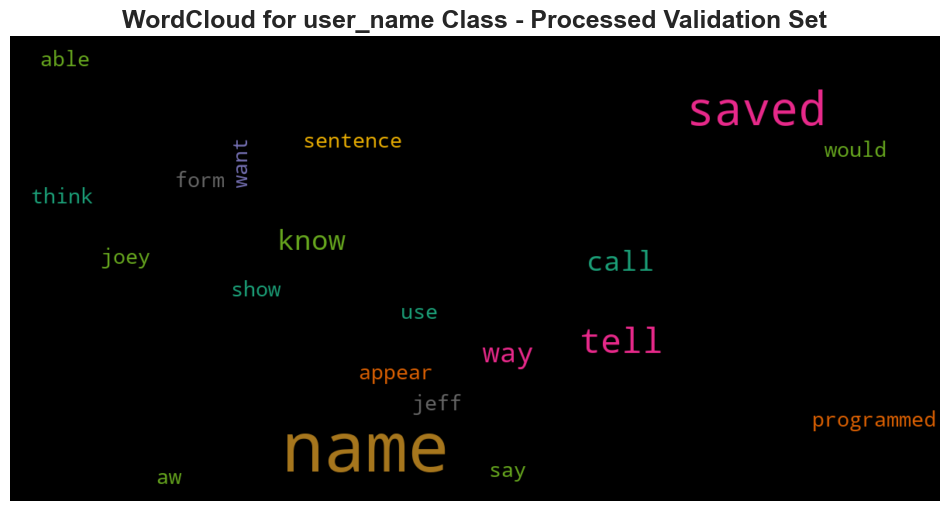 WordCloud for user_name Class - Processed Validation Set
able
saved
sentence
would
want
form
think
know
joey
call
show
use
tell
way
appear
jeff
programmed
name
say
aw